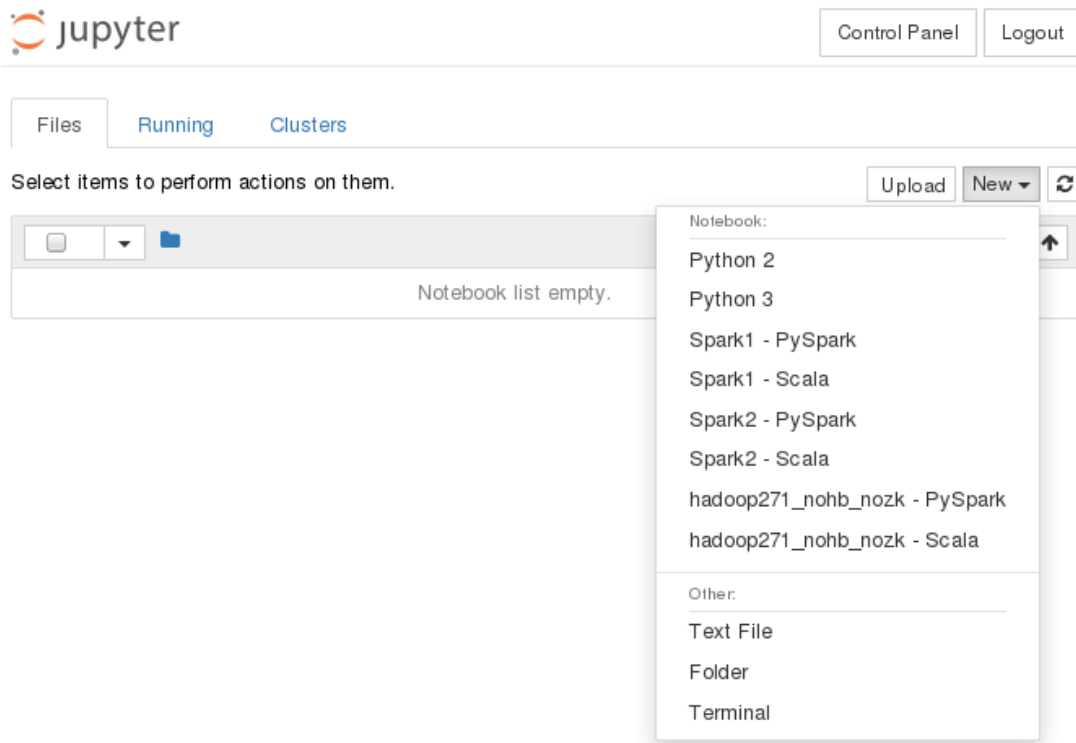 jupyter
Control Panel Logout
Files Running Clusters
Select items to perform actions on them.
Upload New
Notebook list empty.
Notebook:
Python 2
Python 3
Spark1 - PySpark
Spark1 - Scala
Spark2 - PySpark
Spark2 - Scala
hadoop271_nohb_nozk - PySpark
hadoop271_nohb_nozk - Scala
Other:
Text File
Folder
Terminal